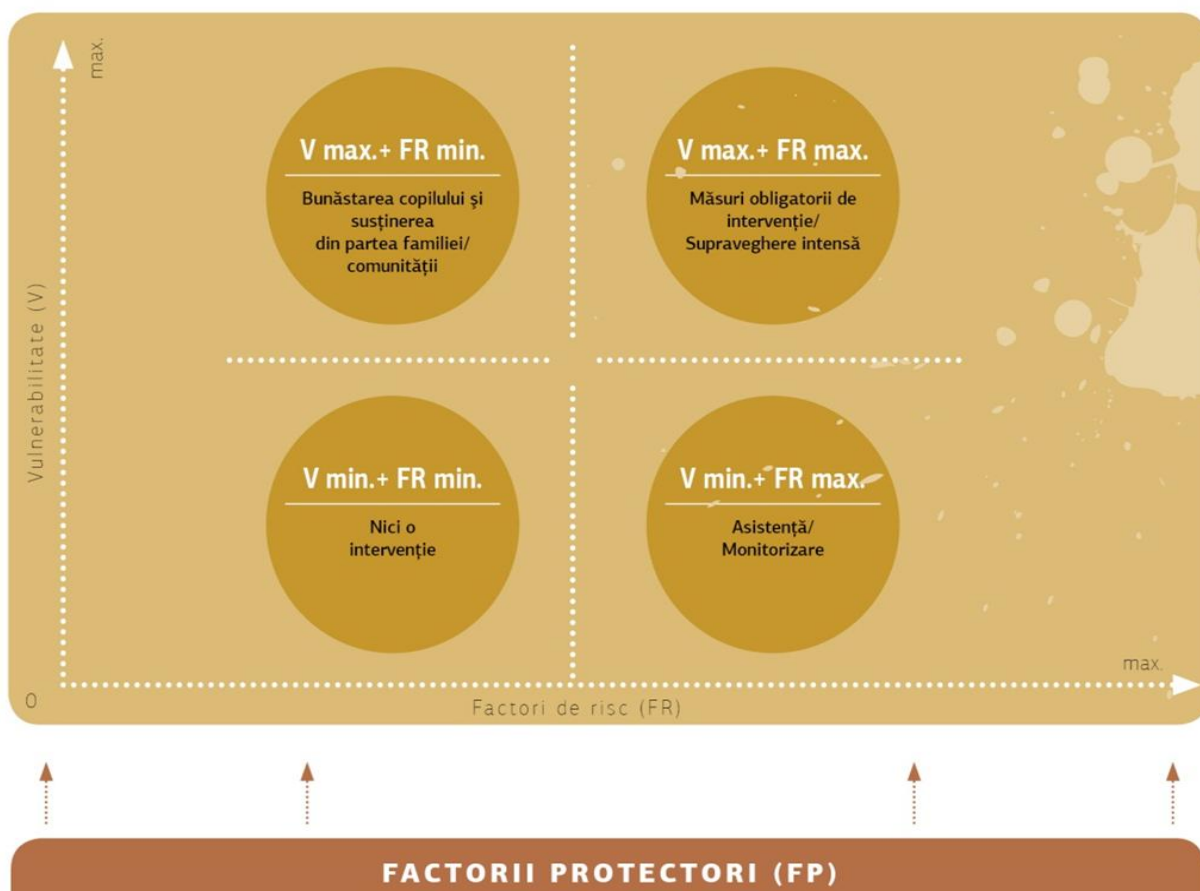 max.
Vulnerabilitate (V)
V max.+ FR min.
Bunăstarea copilului şi
susținerea
din partea familiei/
comunității
V max.+ FR max.
Măsuri obligatorii de
intervenție/
Supraveghere intensă
V min.+ FR min.
Nici o
intervenție
V min.+ FR max.
Asistență/
Monitorizare
max.
0
Factori de risc (FR)
FACTORII PROTECTORI (FP)